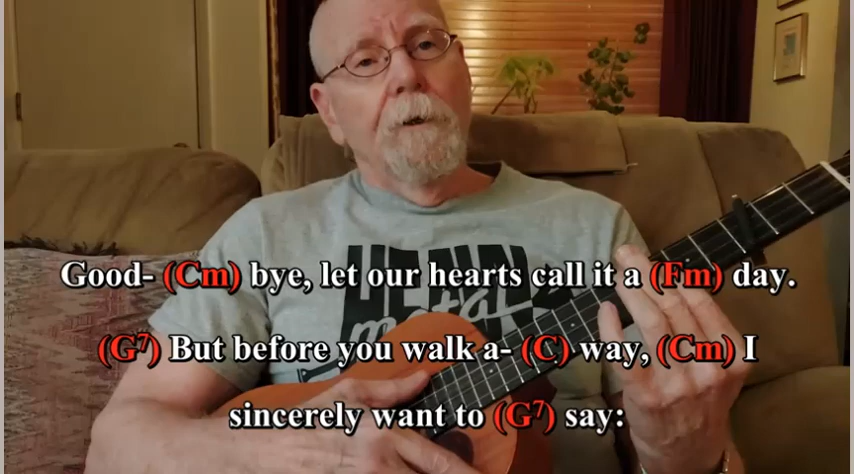 Good- (Cm) bye, let our hearts call it a (Fm) day.
(G⁷) But before you walk a- (C) way, (Cm) I
sincerely want to (G⁷) say:
metal